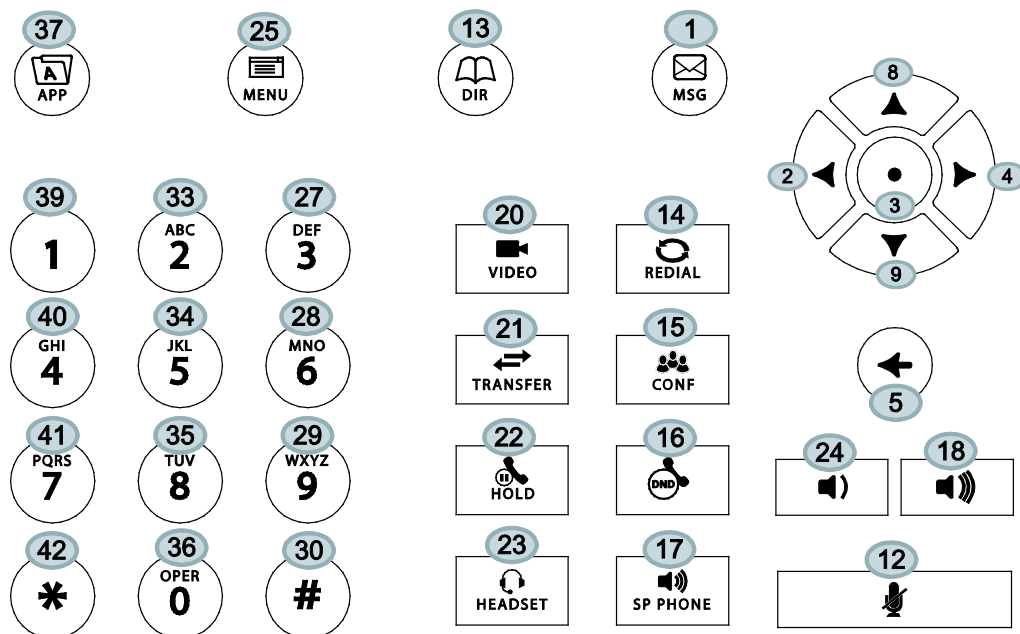 37 25 13 1
A
APP MENU DIR MSG
8
2 4
3
9
39 33 27 20 14
ABC DEF
1 2 3 VIDEO REDIAL
40 34 28 21 15
GHI JKL MNO
4 5 6 TRANSFER CONF
5
41 35 29 22 16 24 18
PQRS TUV WXYZ
7 8 9 HOLD DND
42 36 30 23 17 12
OPER
* 0 # HEADSET SP PHONE